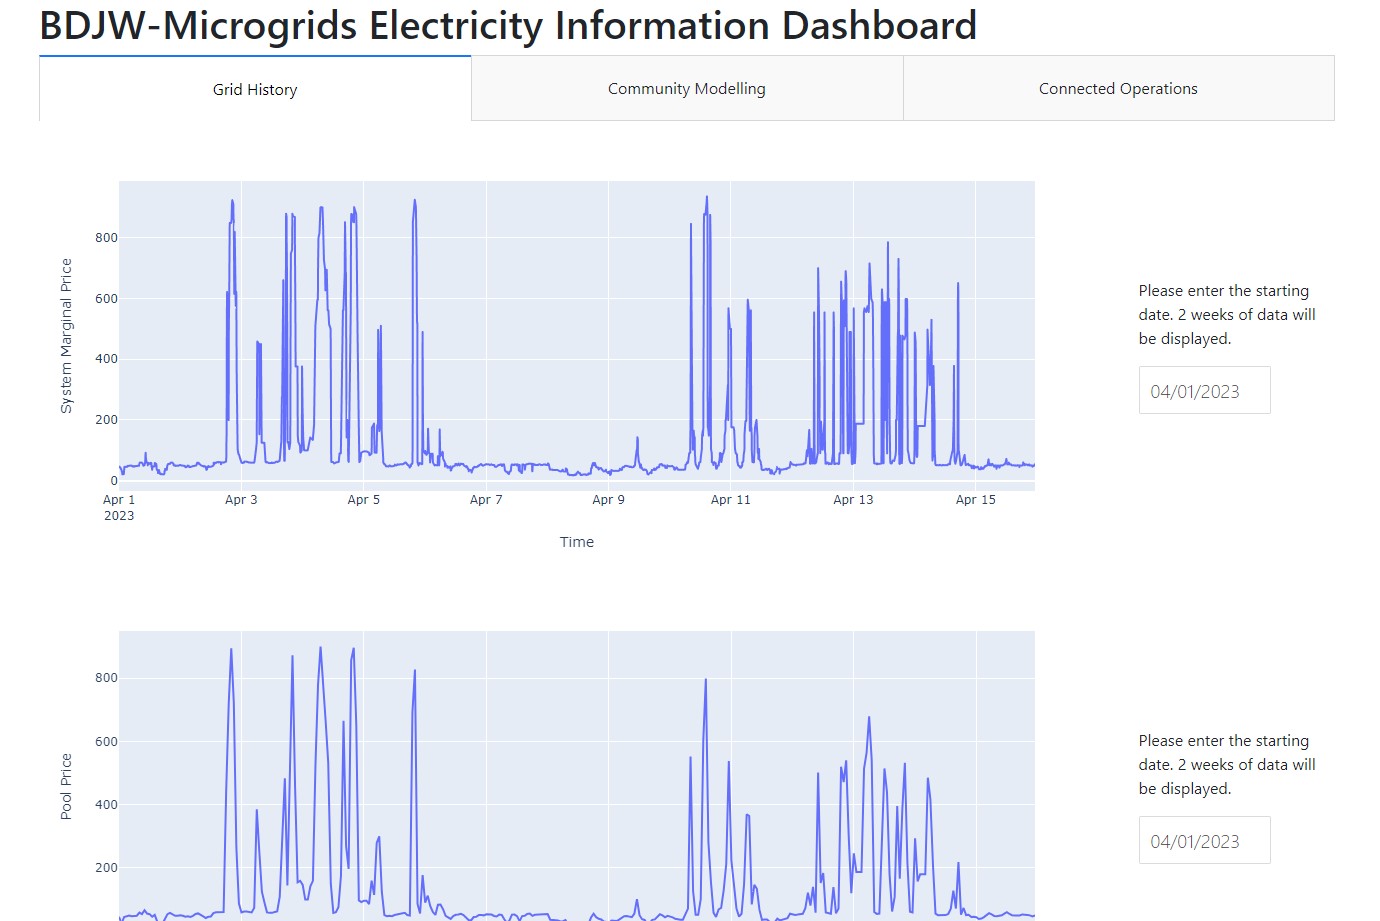 BDJW-Microgrids Electricity Information Dashboard
Grid History
Community Modelling
Connected Operations
System Marginal Price
800
600
400
200
0
Apr 1
2023
Apr 3
Apr 5
Apr 7
Apr 9
Apr 11
Apr 13
Apr 15
Time
Please enter the starting
date. 2 weeks of data will
be displayed.
04/01/2023
Pool Price
800
600
400
200
Please enter the starting
date. 2 weeks of data will
be displayed.
04/01/2023